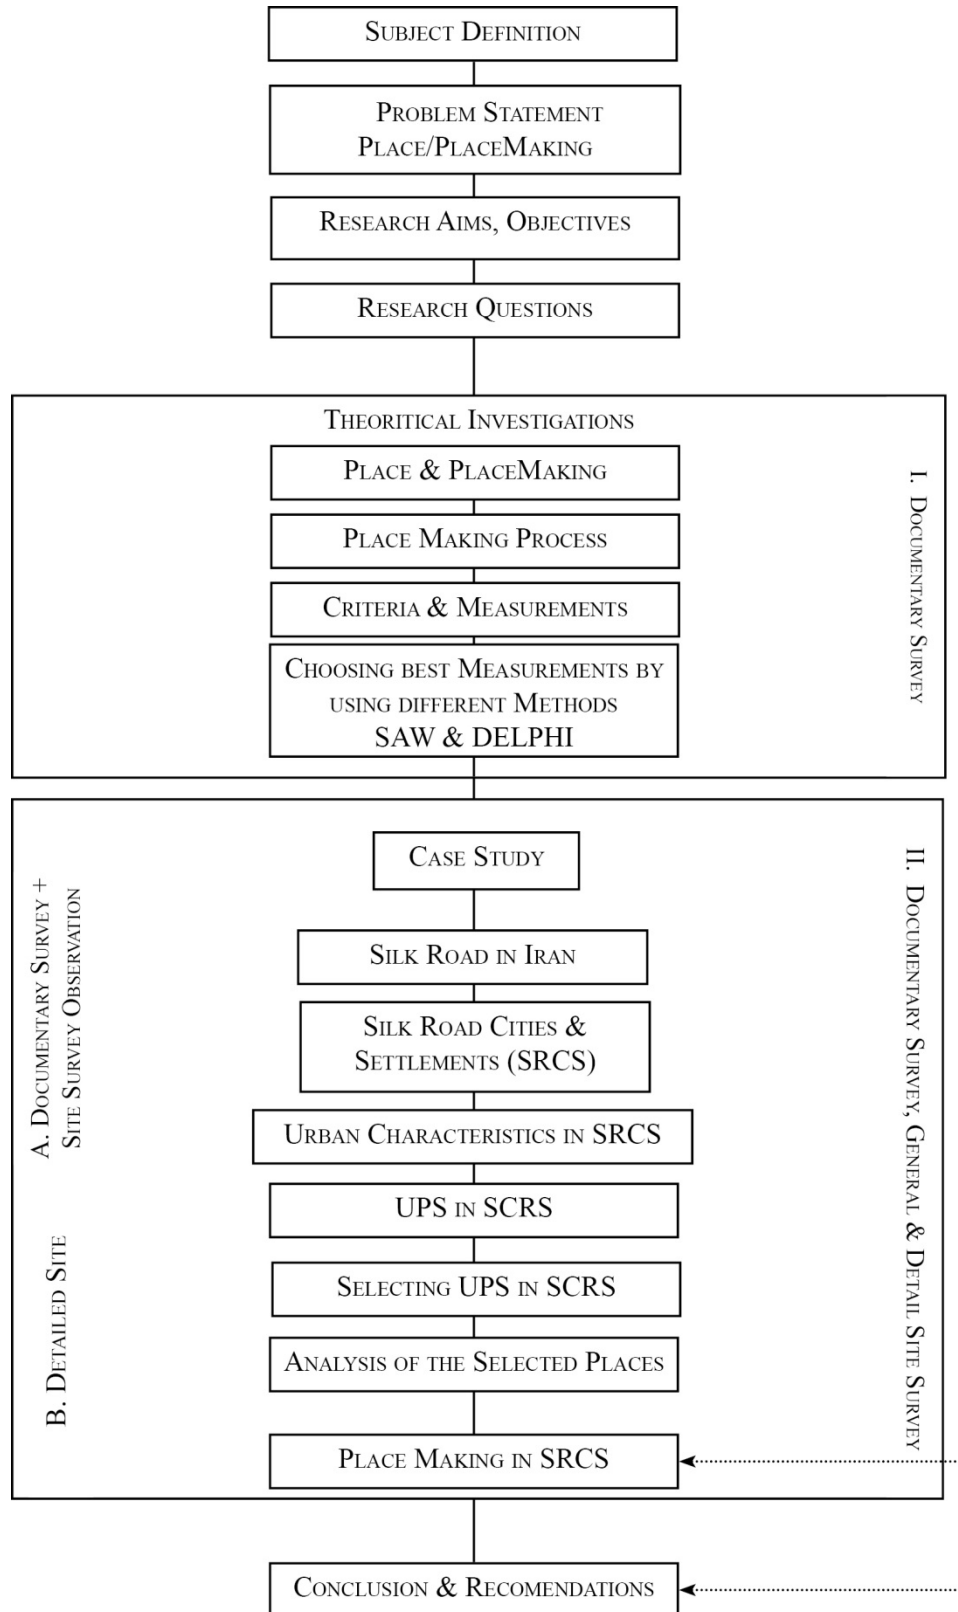 Subject Definition
Problem Statement
Place/PlaceMaking
Research Aims, Objectives
Research Questions
Theoritical Investigations
Place & PlaceMaking
Place Making Process
Criteria & Measurements
Choosing best Measurements by
using different Methods
SAW & DELPHI
I. Documentary Survey
Case Study
Silk Road in Iran
Silk Road Cities &
Settlements (SRCS)
Urban Characteristics in SRCS
UPS in SCRS
Selecting UPS in SCRS
Analysis of the Selected Places
Place Making in SRCS
A. Documentary Survey +
Site Survey Observation
B. Detailed Site
II. Documentary Survey, General & Detail Site Survey
Conclusion & Recomendations